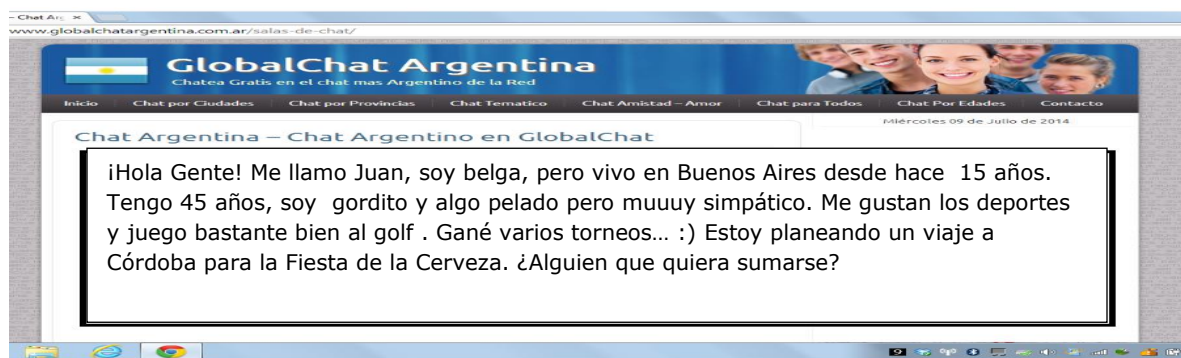 – Chat Arg ×
www.globalchatargentina.com.ar/salas-de-chat/
GlobalChat Argentina
Chatea Gratis en el chat mas Argentino de la Red
Inicio Chat por Ciudades Chat por Provincias Chat Tematico Chat Amistad – Amor Chat para Todos Chat Por Edades Contacto
Miércoles 09 de Julio de 2014
Chat Argentina – Chat Argentino en GlobalChat
¡Hola Gente! Me llamo Juan, soy belga, pero vivo en Buenos Aires desde hace 15 años.
Tengo 45 años, soy gordito y algo pelado pero muuuy simpático. Me gustan los deportes
y juego bastante bien al golf . Gané varios torneos… :) Estoy planeando un viaje a
Córdoba para la Fiesta de la Cerveza. ¿Alguien que quiera sumarse?